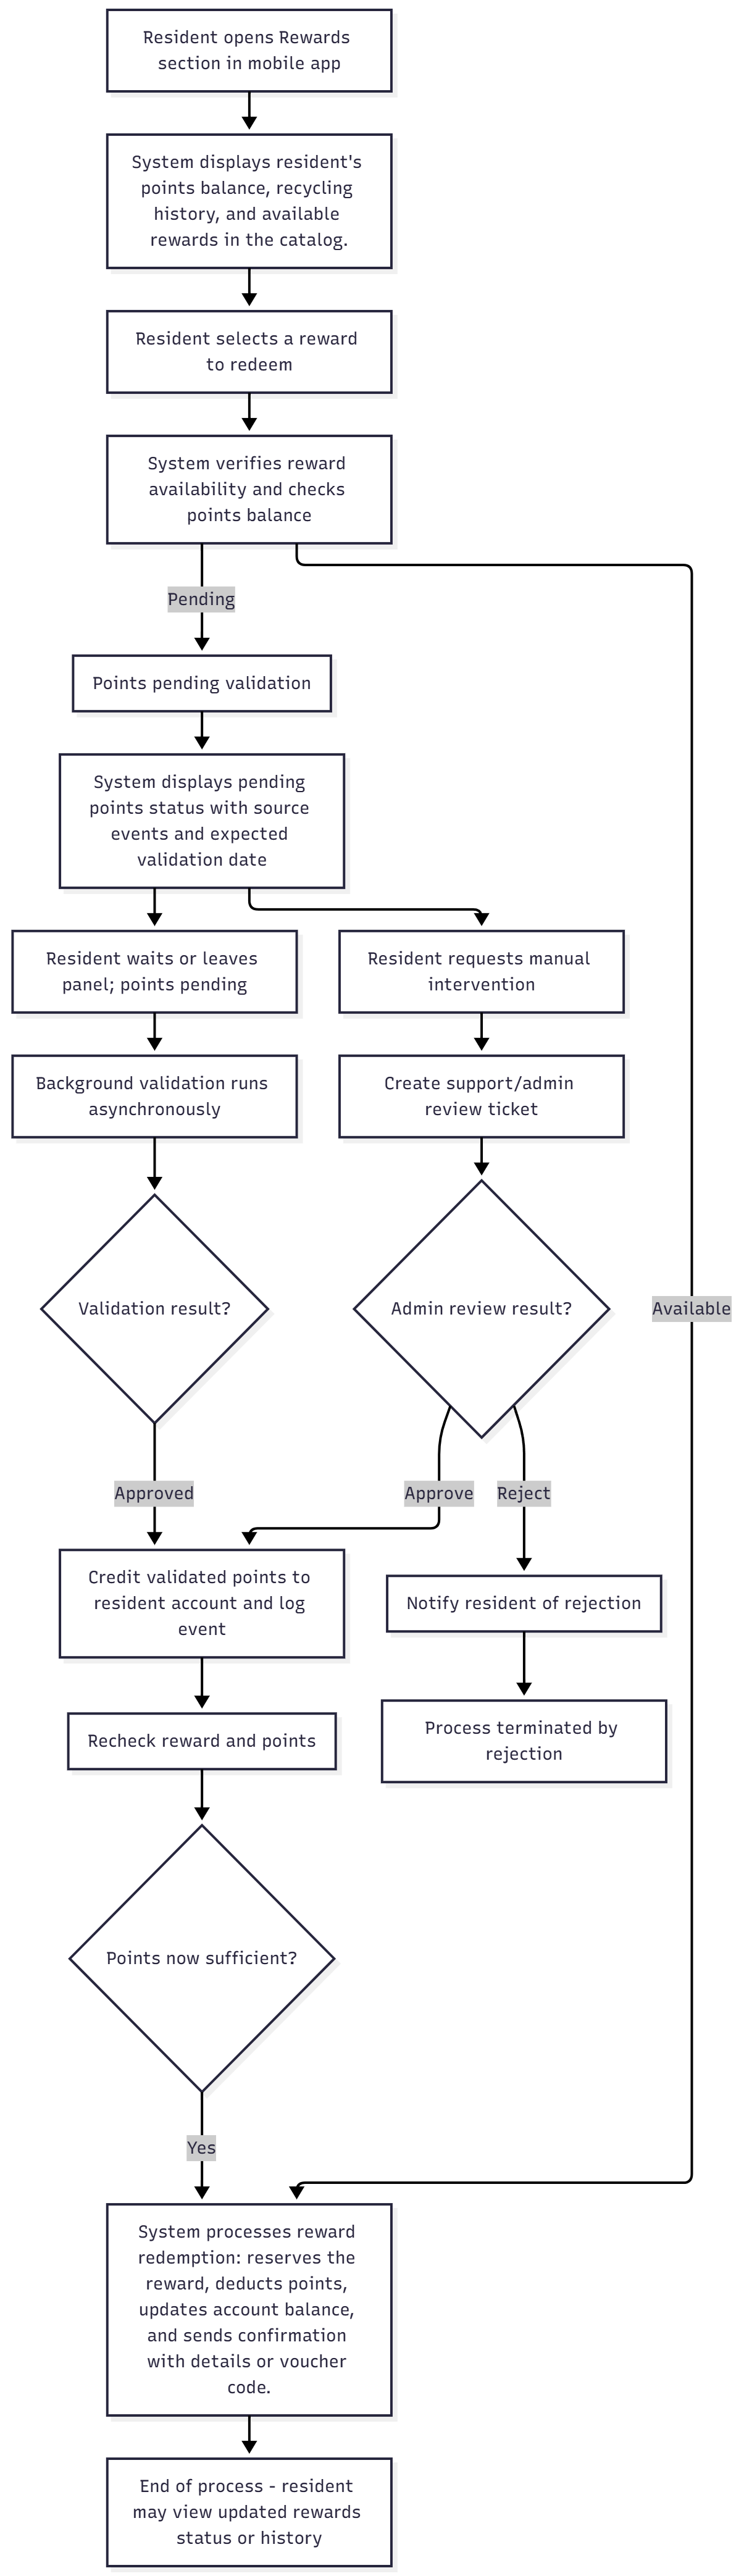 Resident opens Rewards
section in mobile app
System displays resident's
points balance, recycling
history, and available
rewards in the catalog.
Resident selects a reward
to redeem
System verifies reward
availability and checks
points balance
Pending
Points pending validation
System displays pending
points status with source
events and expected
validation date
Resident waits or leaves
panel; points pending
Resident requests manual
intervention
Background validation runs
asynchronously
Create support/admin
review ticket
Validation result?
Admin review result?
Available
Approved
Approve
Reject
Credit validated points to
resident account and log
event
Notify resident of rejection
Recheck reward and points
Process terminated by
rejection
Points now sufficient?
Yes
System processes reward
redemption: reserves the
reward, deducts points,
updates account balance,
and sends confirmation
with details or voucher
code.
End of process - resident
may view updated rewards
status or history